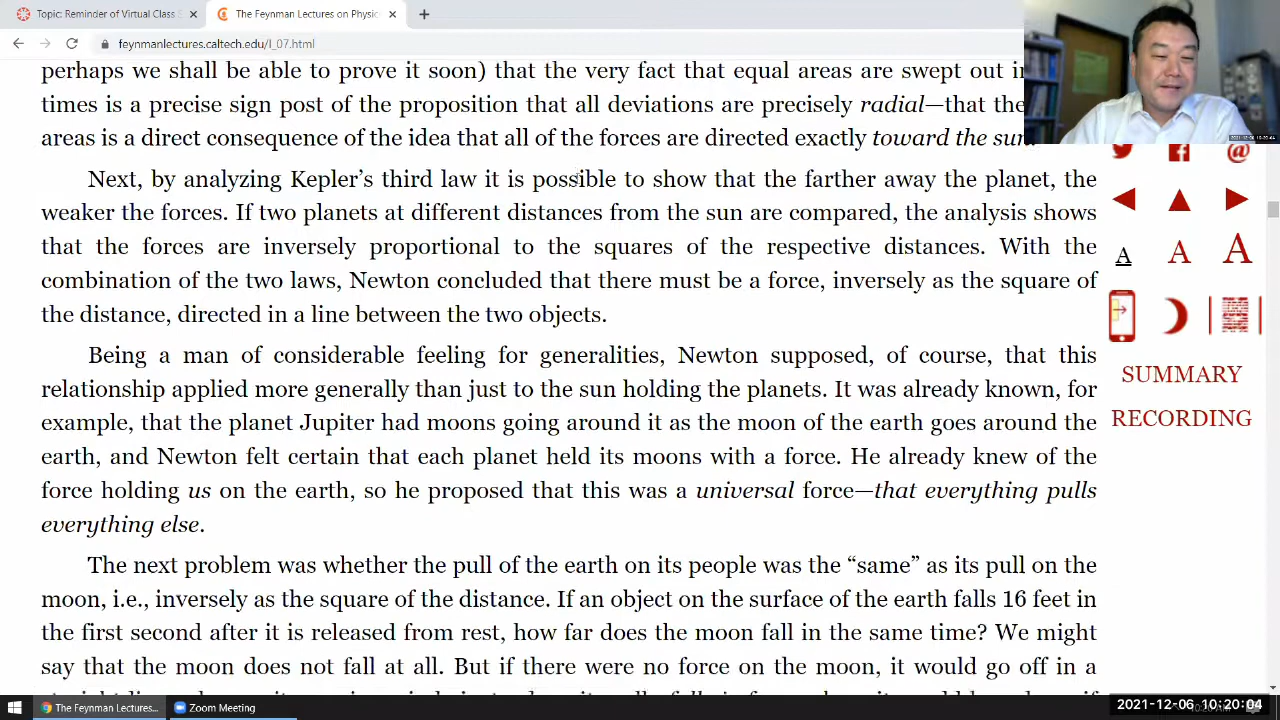 Topic: Reminder of Virtual Class
The Feynman Lectures on Physic
feynmanlectures.caltech.edu/I_07.html
perhaps we shall be able to prove it soon) that the very fact that equal areas are swept out in
times is a precise sign post of the proposition that all deviations are precisely radial—that the
areas is a direct consequence of the idea that all of the forces are directed exactly toward the sun.
Next, by analyzing Kepler's third law it is possible to show that the farther away the planet, the
weaker the forces. If two planets at different distances from the sun are compared, the analysis shows
that the forces are inversely proportional to the squares of the respective distances. With the
combination of the two laws, Newton concluded that there must be a force, inversely as the square of
the distance, directed in a line between the two objects.
Being a man of considerable feeling for generalities, Newton supposed, of course, that this
relationship applied more generally than just to the sun holding the planets. It was already known, for
example, that the planet Jupiter had moons going around it as the moon of the earth goes around the
earth, and Newton felt certain that each planet held its moons with a force. He already knew of the
force holding us on the earth, so he proposed that this was a universal force—that everything pulls
everything else.
The next problem was whether the pull of the earth on its people was the “same” as its pull on the
moon, i.e., inversely as the square of the distance. If an object on the surface of the earth falls 16 feet in
the first second after it is released from rest, how far does the moon fall in the same time? We might
say that the moon does not fall at all. But if there were no force on the moon, it would go off in a
2021-12-06 10:20:04
@
A A A
SUMMARY
RECORDING
The Feynman Lectures...
Zoom Meeting
2021-12-06 10:20:04